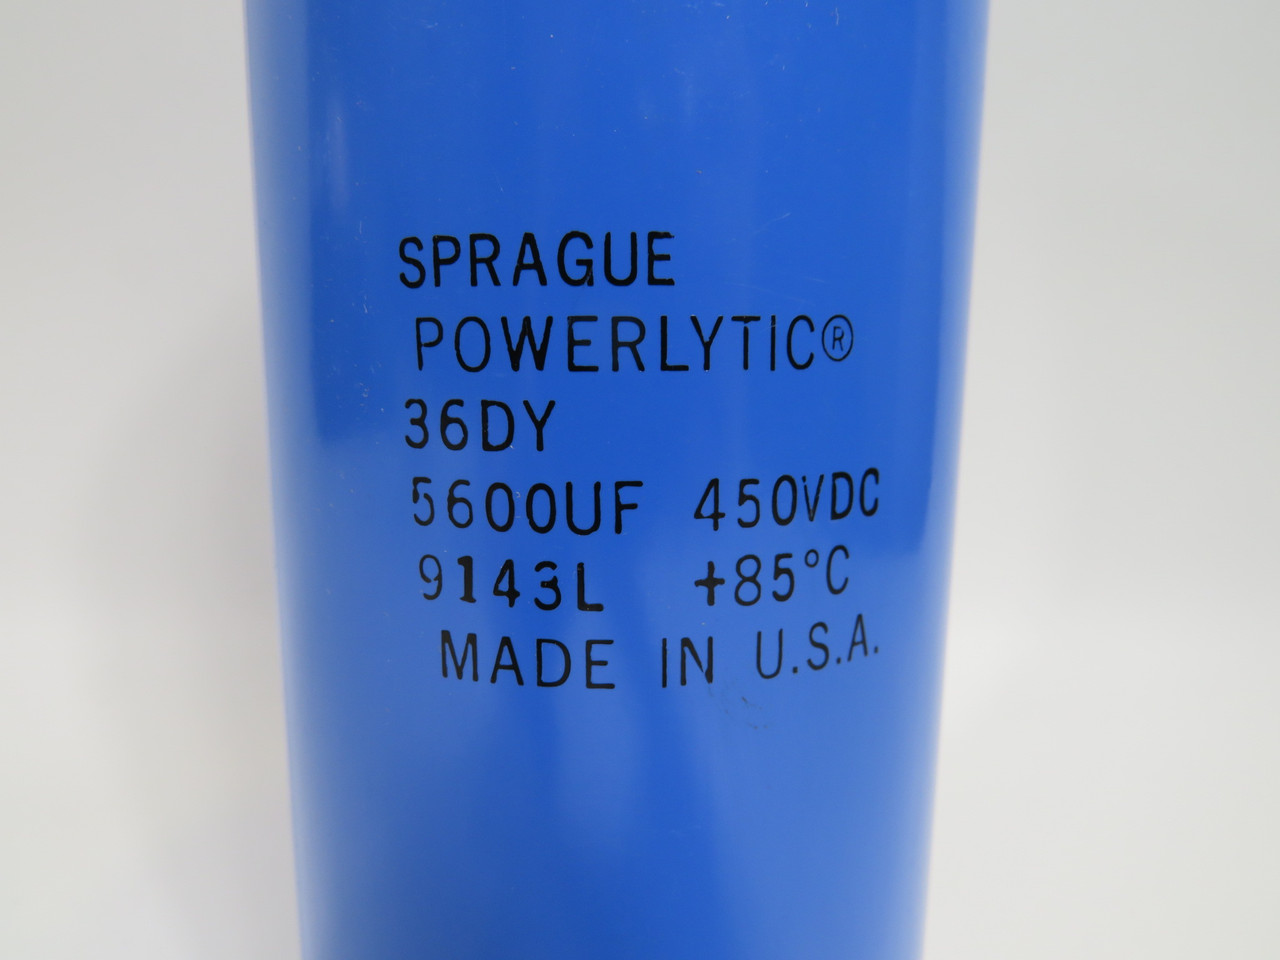 SPRAGUE
POWERLYTIC®
36DY
5600UF 450VDC
9143L +85°C
MADE IN U.S.A.